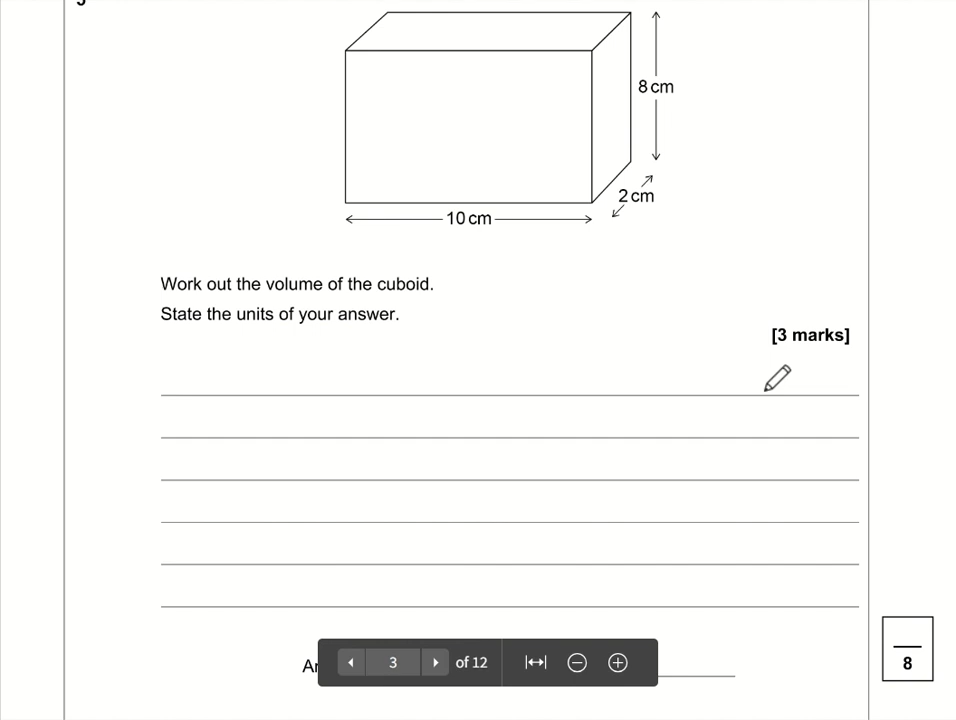 8 cm
2 cm
10 cm
Work out the volume of the cuboid.
State the units of your answer.
[3 marks]
3 of 12
8